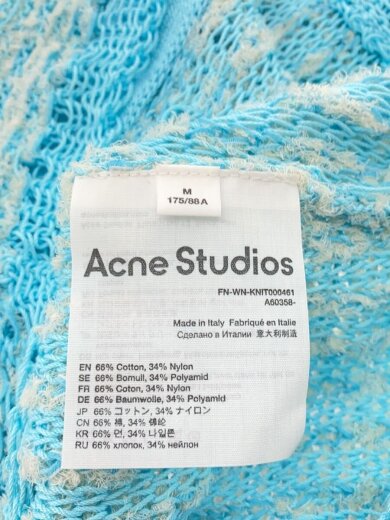 M
175/88A
Acne Studios
FN-WN-KNIT000461
A60358-
Made in Italy Fabriqué en Italie
Сделано в Италии 意大利制造
EN 66% Cotton, 34% Nylon
SE 66% Bomull, 34% Polyamid
FR 66% Coton, 34% Nylon
DE 66% Baumwolle, 34% Polyamid
JP 66% コットン, 34% ナイロン
CN 66% 棉, 34% 锦纶
KR 66% 면, 34% 나일론
RU 66% хлопок, 34% нейлон